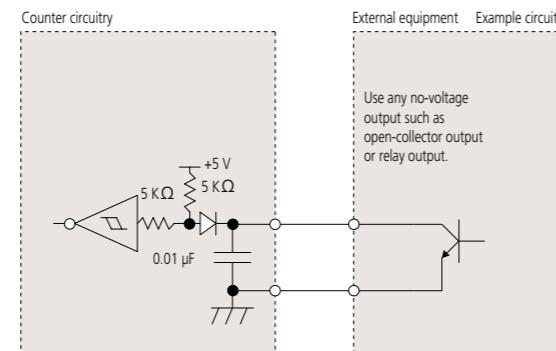 Counter circuitry
External equipment Example circuit
Use any no-voltage
output such as
open-collector output
or relay output.
+5 V
5 KΩ
5 KΩ
0.01 µF